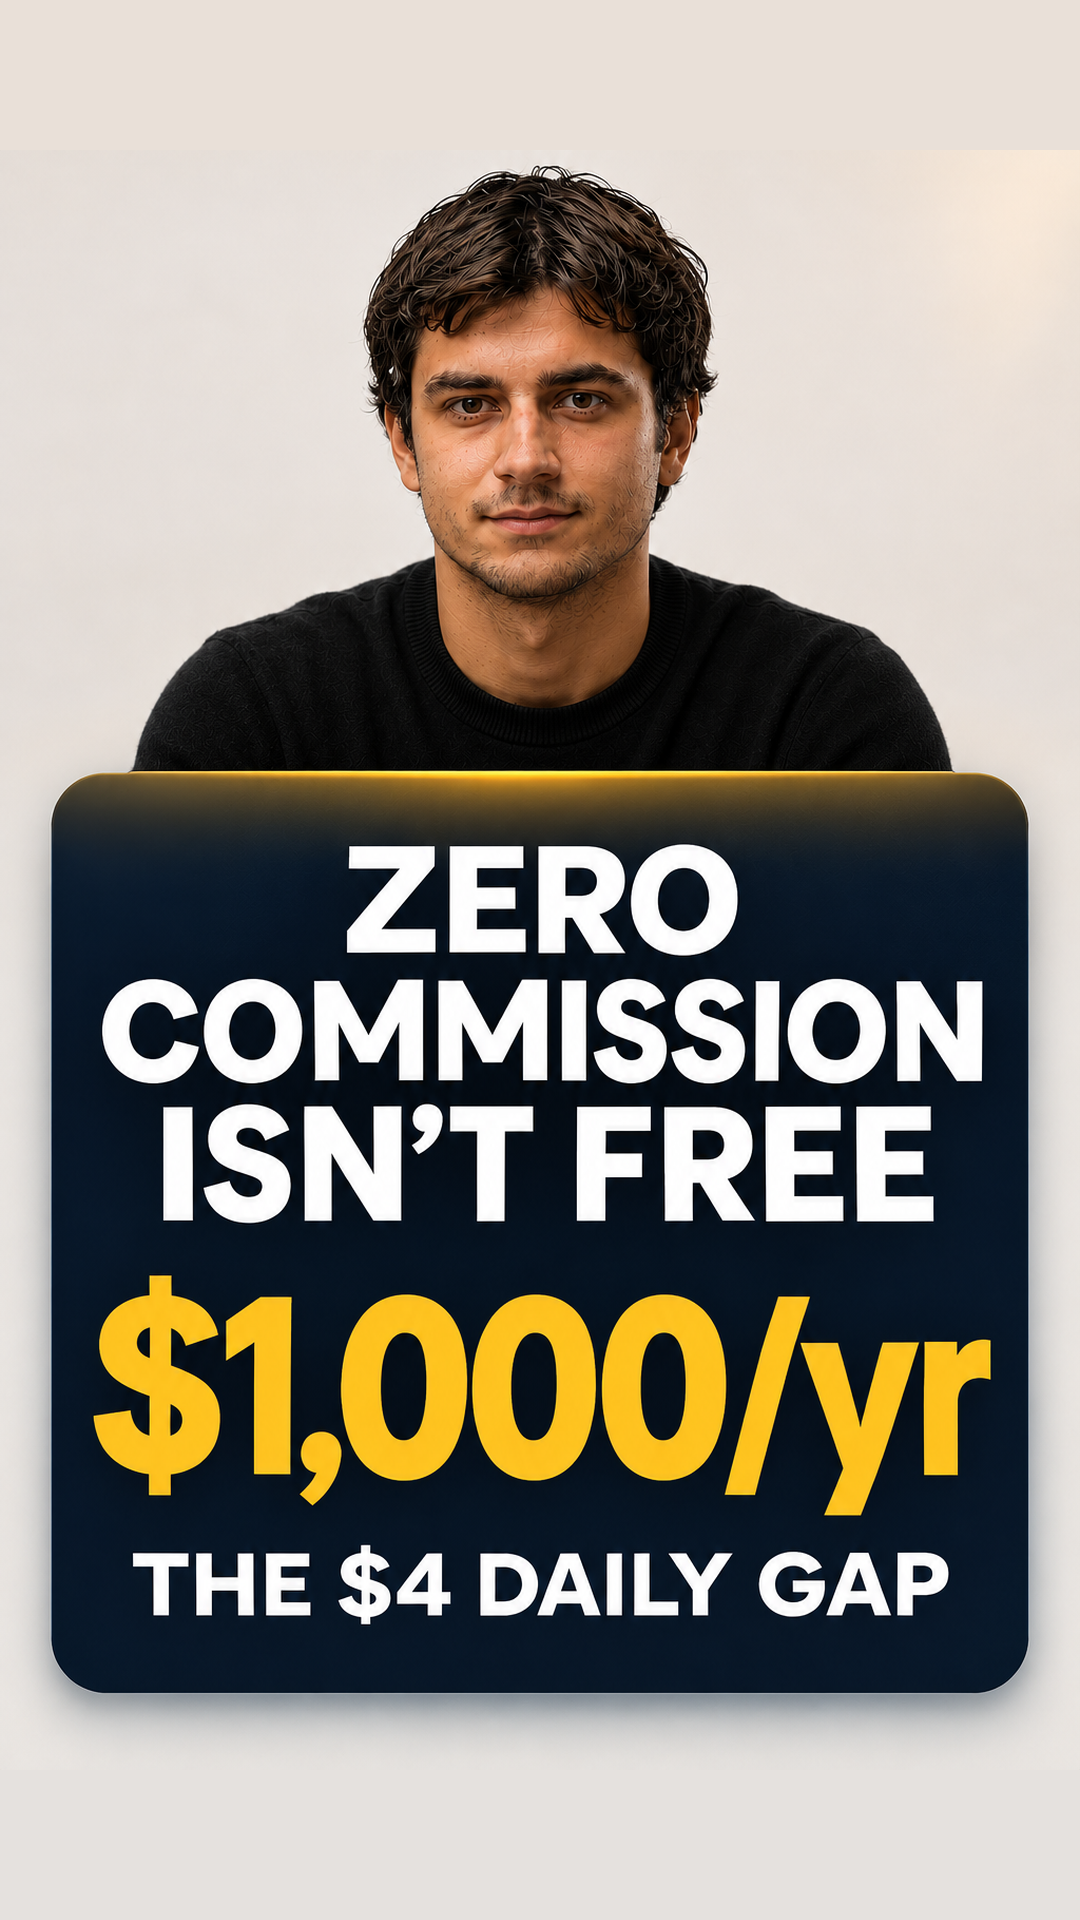 ZERO
COMMISSION
ISN’T FREE
$1,000/yr
THE $4 DAILY GAP